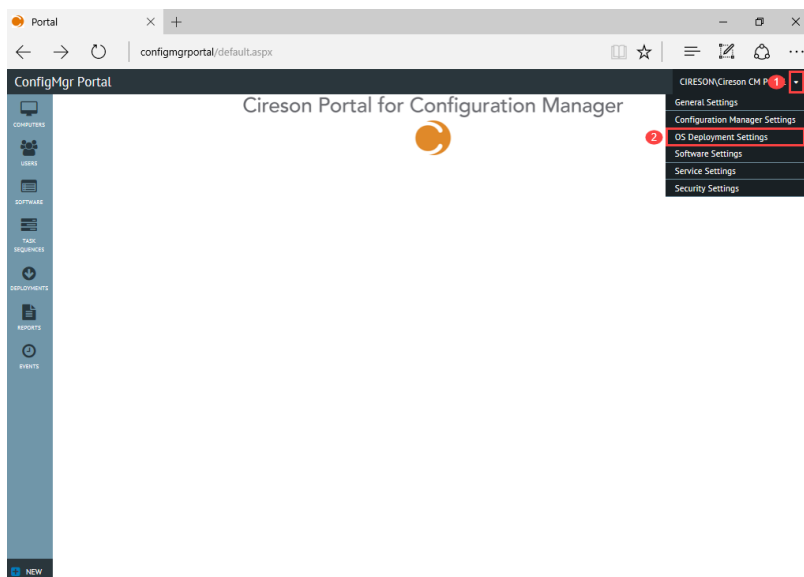 Portal
configmgrportal/default.aspx
ConfigMgr Portal
CIRESON\Cireson CM P
1
General Settings
Configuration Manager Settings
2
OS Deployment Settings
Software Settings
Service Settings
Security Settings
Cireson Portal for Configuration Manager
COMPUTERS
USERS
SOFTWARE
TASK
SEQUENCES
DEPLOYMENTS
REPORTS
EVENTS
NEW